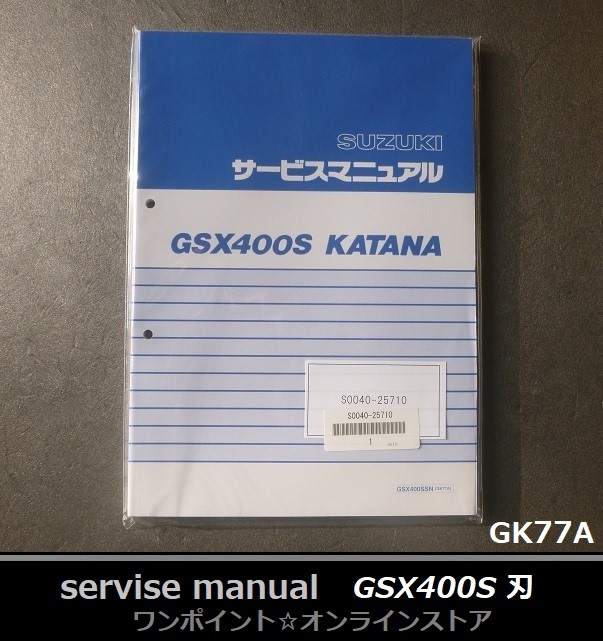 SUZUKI
サービスマニュアル
GSX400S KATANA
S0040-25710
S0040-25710
1
GSX400SSN
GK77A
servise manual GSX400S 刃
ワンポイント☆オンラインストア